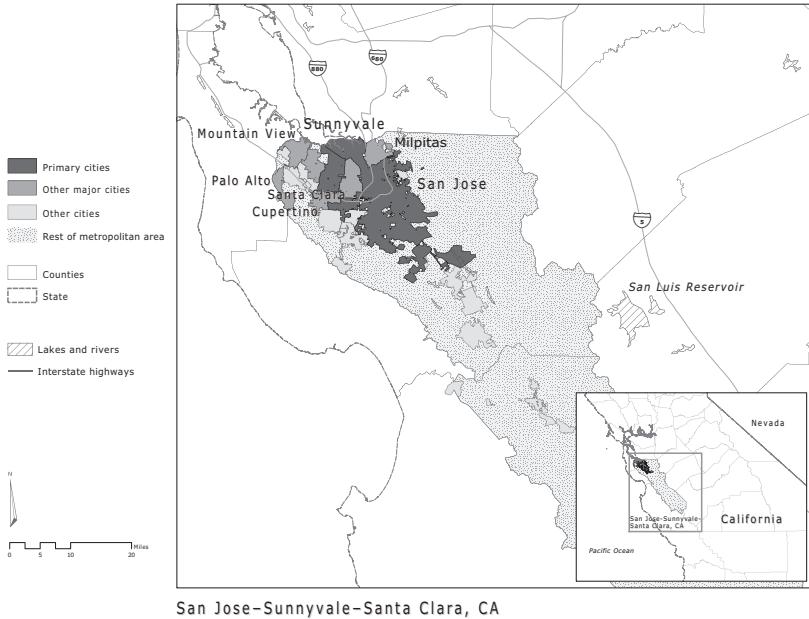 Primary cities
Other major cities
Other cities
Rest of metropolitan area
Counties
State
Lakes and rivers
Interstate highways
N
0 5 10 20 Miles
880
680
Sunnyvale
Mountain View
Milpitas
Palo Alto
San Jose
Santa Clara
Cupertino
5
San Luis Reservoir
Nevada
California
San Jose-Sunnyvale-
Santa Clara, CA
Pacific Ocean
San Jose–Sunnyvale–Santa Clara, CA